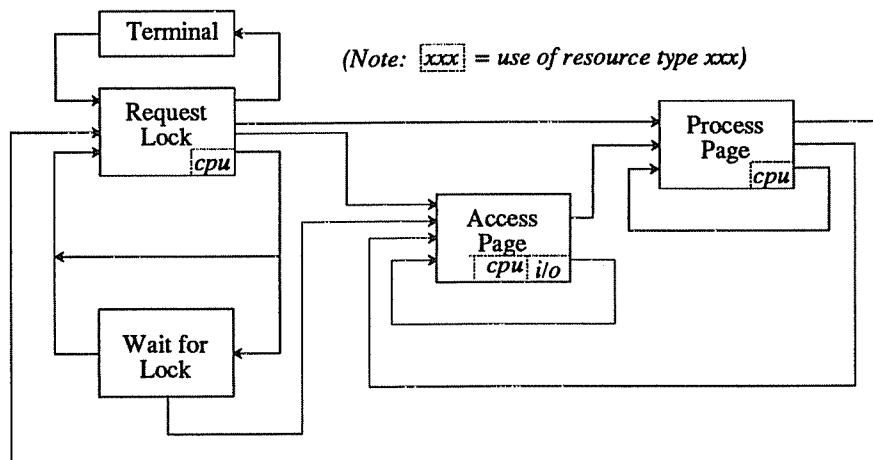 Terminal
(Note: xxx = use of resource type xxx)
Request
Lock
cpu
Process
Page
cpu
Access
Page
cpu i/o
Wait for
Lock